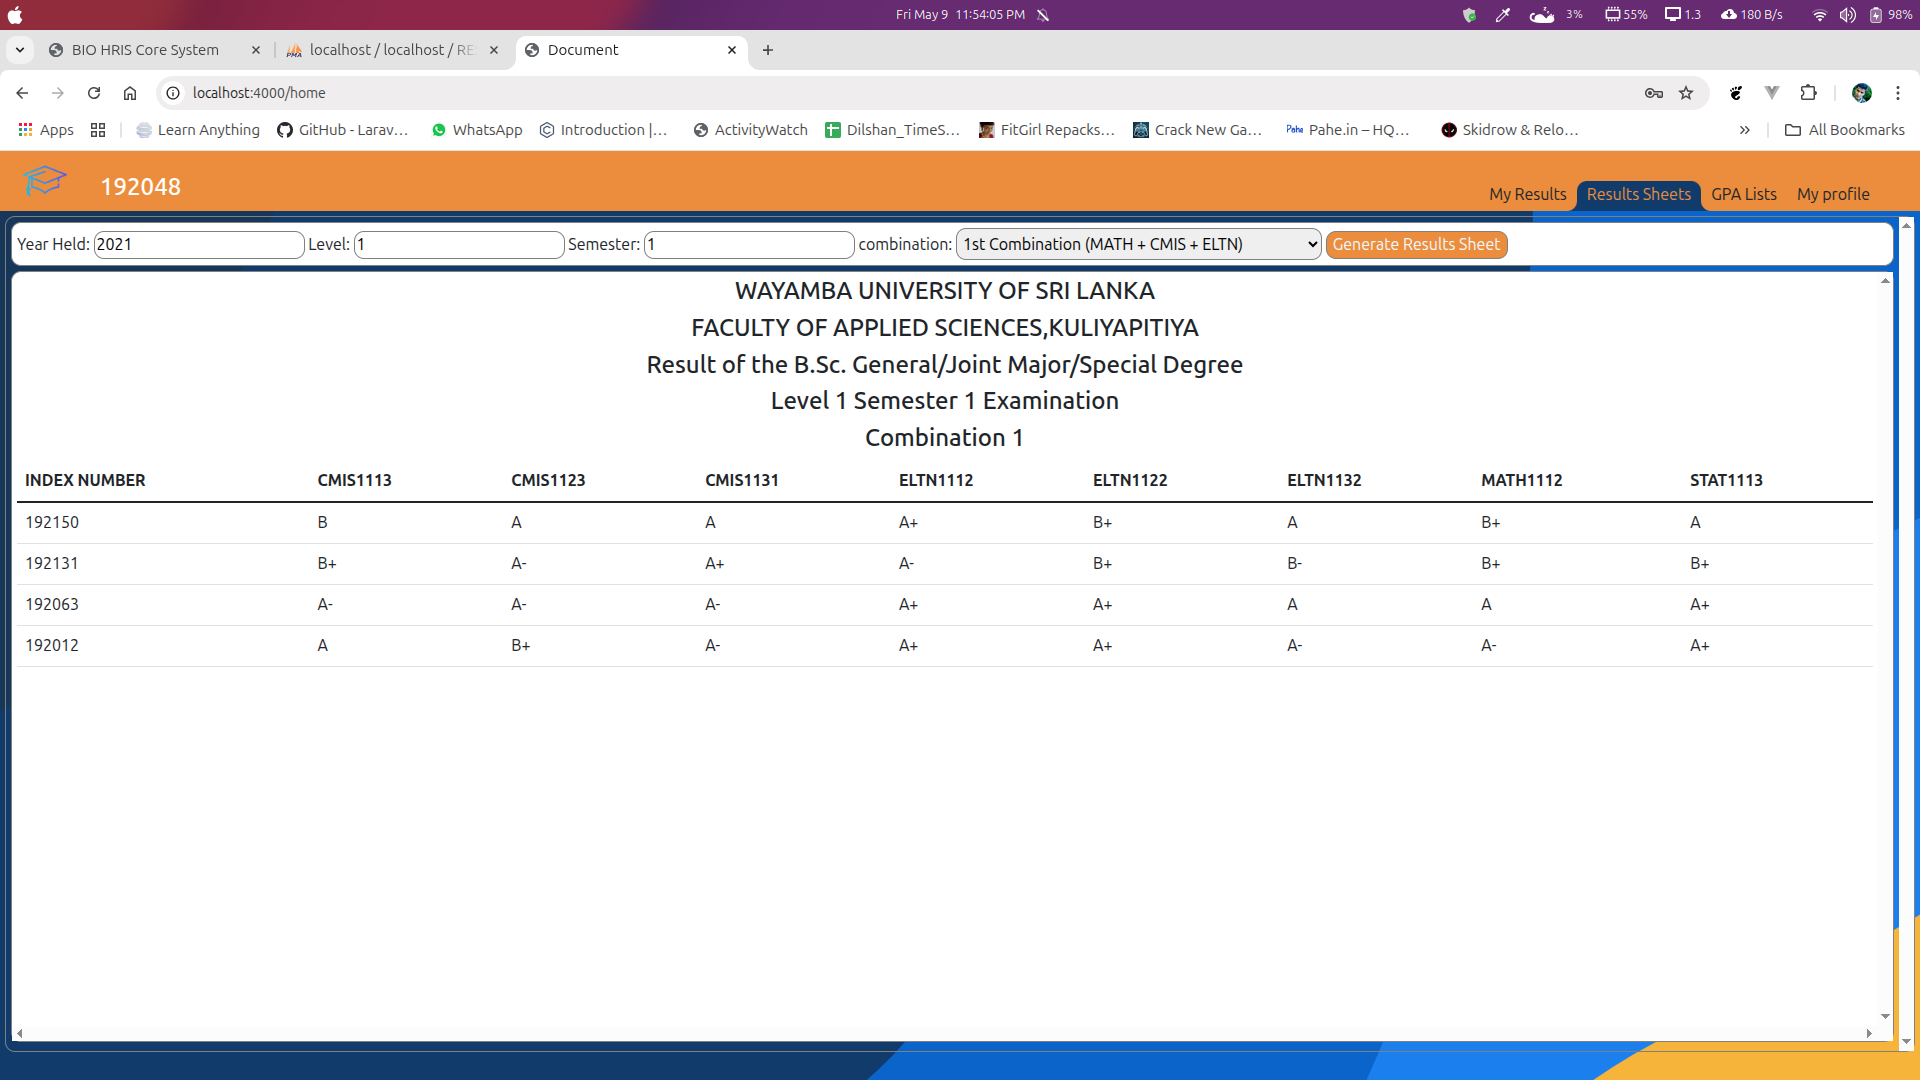 Fri May 9 11:54:05 PM
3% 55% 1.3 180 B/s 98%
BIO HRIS Core System
localhost / localhost / RE
Document
localhost:4000/home
Apps
Learn Anything
GitHub - Larav...
WhatsApp
Introduction |...
ActivityWatch
Dilshan_TimeS...
FitGirl Repacks...
Crack New Ga...
Pahe Pahe.in – HQ...
Skidrow & Relo...
All Bookmarks
192048
My Results Results Sheets GPA Lists My profile
Year Held: 2021 Level: 1 Semester: 1 combination: 1st Combination (MATH + CMIS + ELTN) Generate Results Sheet
WAYAMBA UNIVERSITY OF SRI LANKA
FACULTY OF APPLIED SCIENCES,KULIYAPITIYA
Result of the B.Sc. General/Joint Major/Special Degree
Level 1 Semester 1 Examination
Combination 1
INDEX NUMBER CMIS1113 CMIS1123 CMIS1131 ELTN1112 ELTN1122 ELTN1132 MATH1112 STAT1113
192150 B A A A+ B+ A B+ A
192131 B+ A- A+ A- B+ B- B+ B+
192063 A- A- A- A+ A+ A A A+
192012 A B+ A- A+ A+ A- A- A+